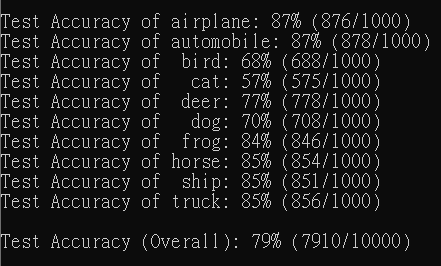 Test Accuracy of airplane: 87% (876/1000)
Test Accuracy of automobile: 87% (878/1000)
Test Accuracy of  bird: 68% (688/1000)
Test Accuracy of   cat: 57% (575/1000)
Test Accuracy of  deer: 77% (778/1000)
Test Accuracy of   dog: 70% (708/1000)
Test Accuracy of  frog: 84% (846/1000)
Test Accuracy of horse: 85% (854/1000)
Test Accuracy of  ship: 85% (851/1000)
Test Accuracy of truck: 85% (856/1000)
Test Accuracy (Overall): 79% (7910/10000)